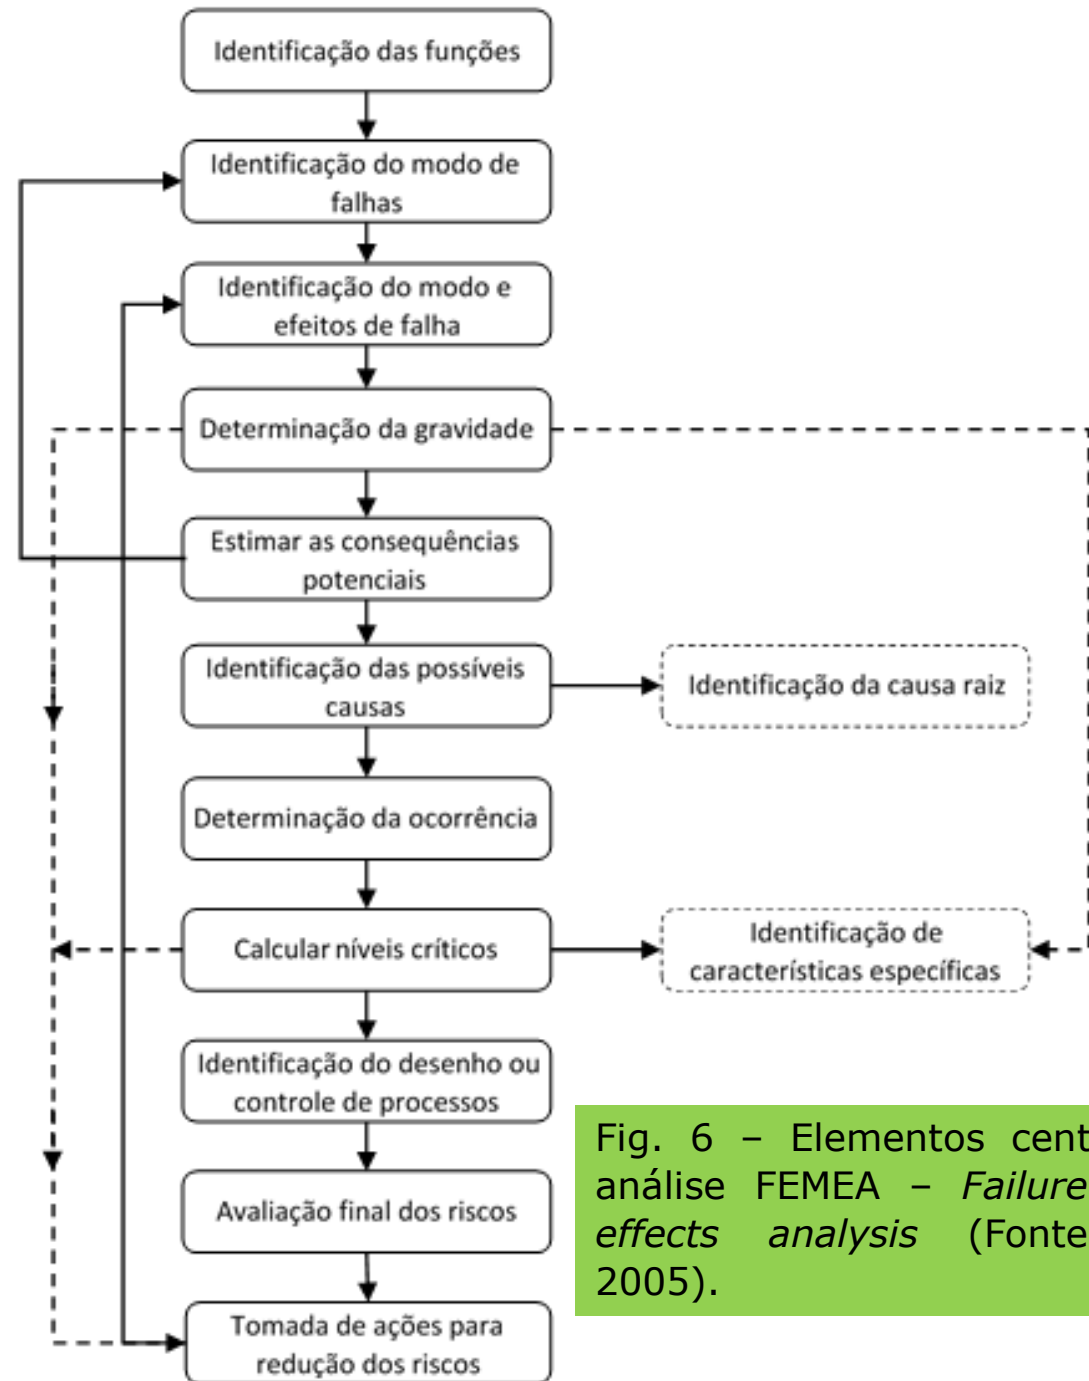 Identificação das funções
Identificação do modo de
falhas
Identificação do modo e
efeitos de falha
Determinação da gravidade
Estimar as consequências
potenciais
Identificação das possíveis
causas
Identificação da causa raiz
Determinação da ocorrência
Calcular níveis críticos
Identificação de
características específicas
Identificação do desenho ou
controle de processos
Avaliação final dos riscos
Tomada de ações para
redução dos riscos
Fig. 6 – Elementos cent
análise FEMEA – Failure
effects analysis (Fonte
2005).